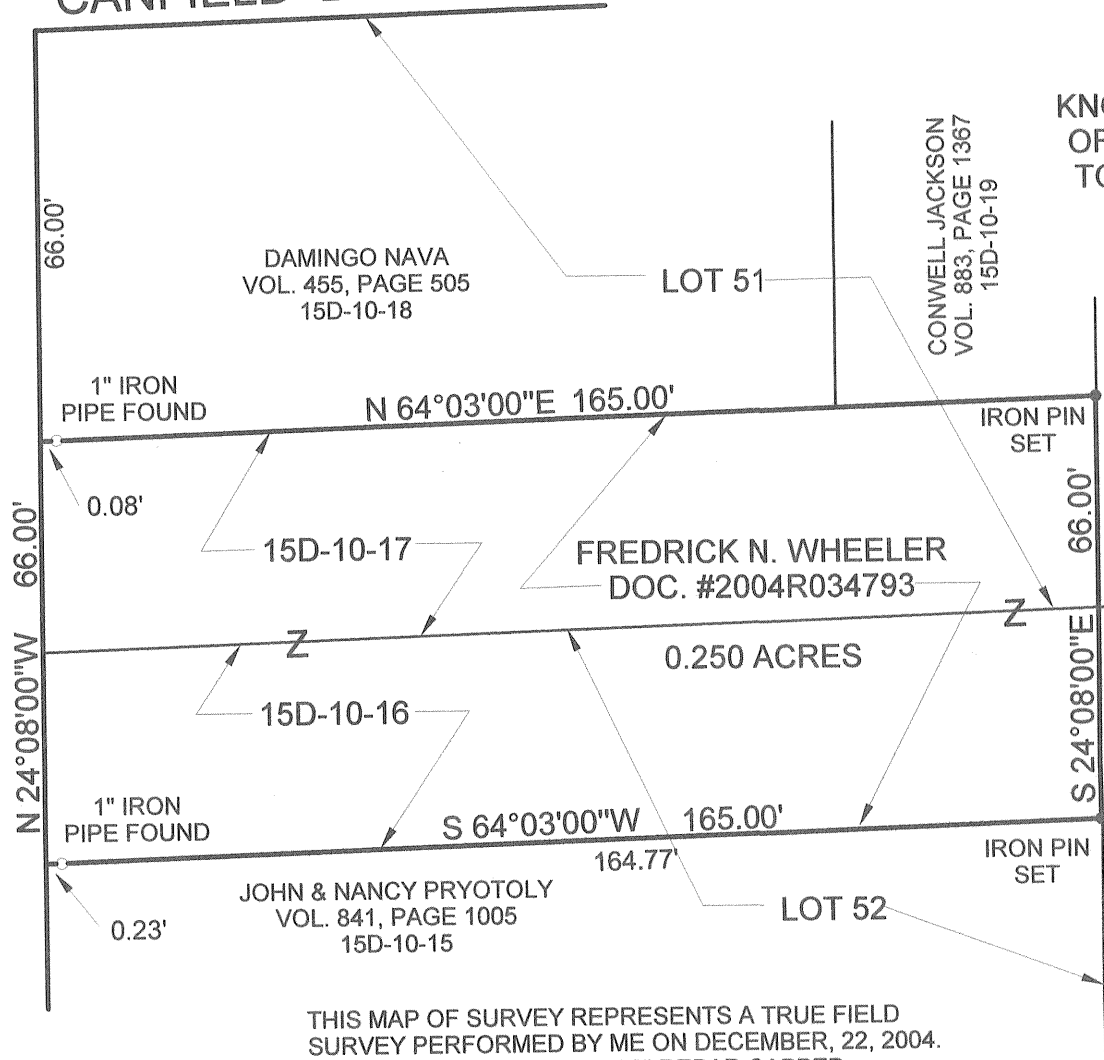 CANFIELD
66.00'
DAMINGO NAVA
VOL. 455, PAGE 505
15D-10-18
LOT 51
CONWELL JACKSON
VOL. 883, PAGE 1367
15D-10-19
1" IRON
PIPE FOUND
N 64°03'00"E 165.00'
IRON PIN
SET
0.08'
66.00'
N 24°08'00"W
15D-10-17
FREDRICK N. WHEELER
DOC. #2004R034793
66.00'
S 24°08'00"E
Z
Z
0.250 ACRES
15D-10-16
1" IRON
PIPE FOUND
S 64°03'00"W 165.00'
164.77'
IRON PIN
SET
0.23'
JOHN & NANCY PRYOTOLY
VOL. 841, PAGE 1005
15D-10-15
LOT 52
THIS MAP OF SURVEY REPRESENTS A TRUE FIELD
SURVEY PERFORMED BY ME ON DECEMBER, 22, 2004.